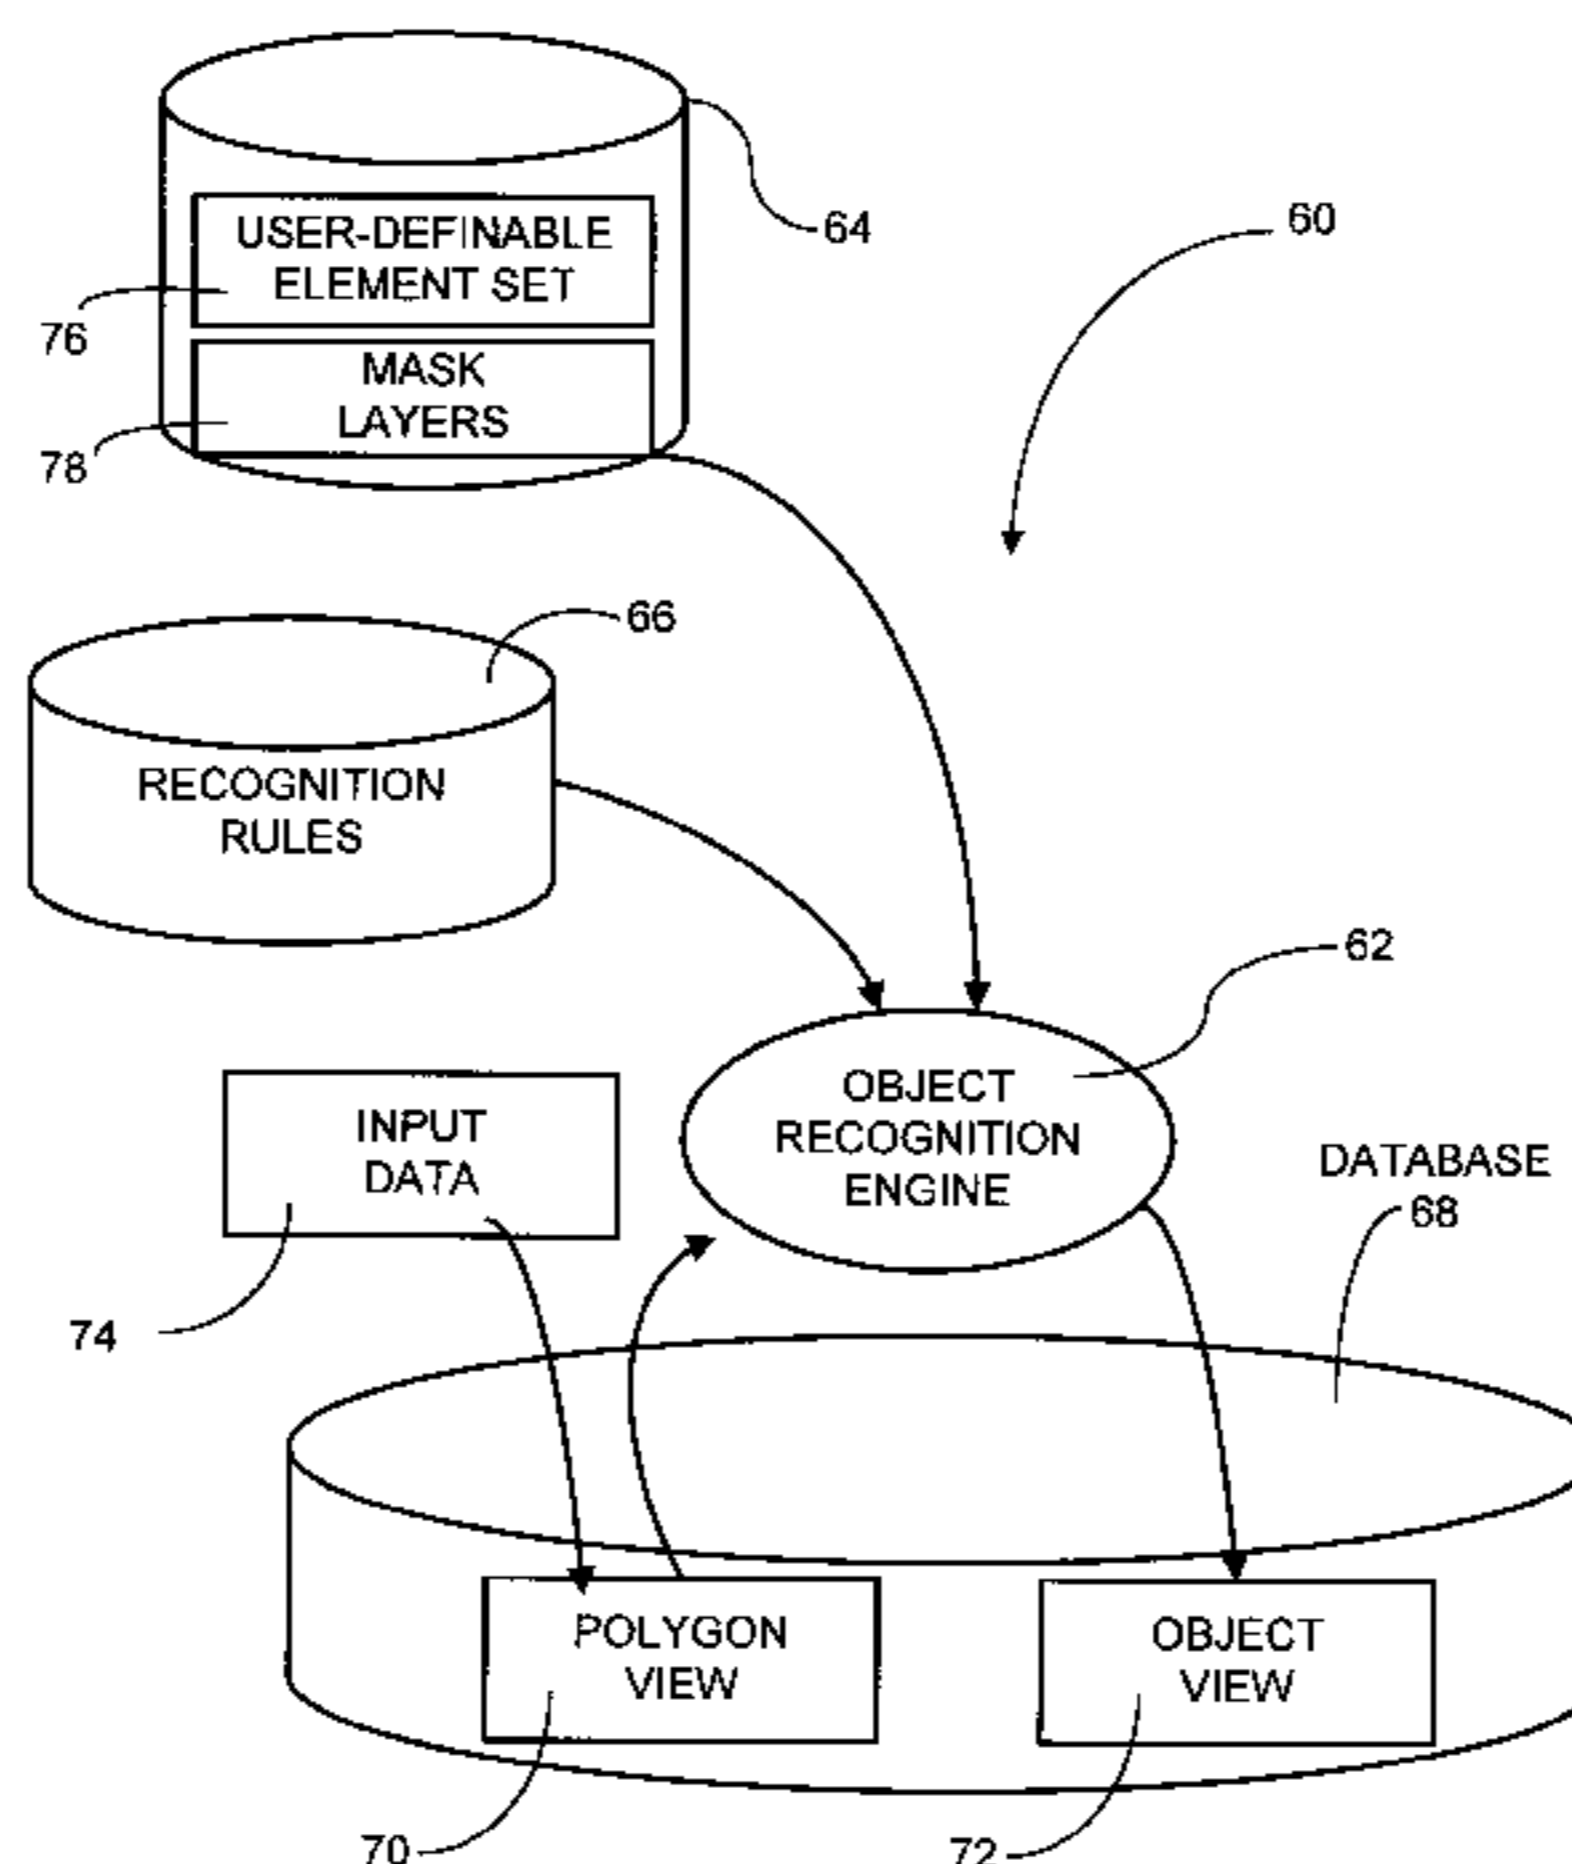 64
60
USER-DEFINABLE
ELEMENT SET
76
MASK
LAYERS
78
66
RECOGNITION
RULES
62
OBJECT
RECOGNITION
ENGINE
INPUT
DATA
DATABASE
68
74
POLYGON
VIEW
OBJECT
VIEW
70
72